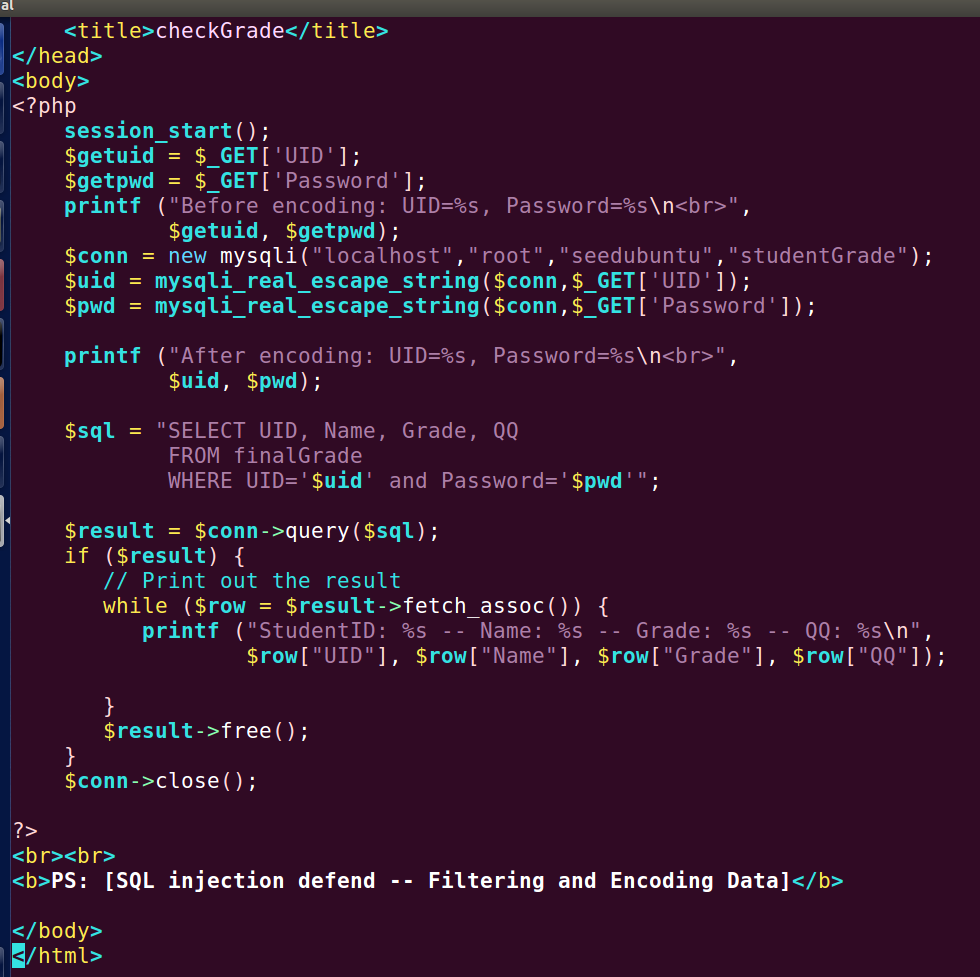 al
    <title>checkGrade</title>
</head>
<body>
<?php
    session_start();
    $getuid = $_GET['UID'];
    $getpwd = $_GET['Password'];
    printf ("Before encoding: UID=%s, Password=%s\n<br>",
            $getuid, $getpwd);
    $conn = new mysqli("localhost","root","seedubuntu","studentGrade");
    $uid = mysqli_real_escape_string($conn,$_GET['UID']);
    $pwd = mysqli_real_escape_string($conn,$_GET['Password']);

    printf ("After encoding: UID=%s, Password=%s\n<br>",
            $uid, $pwd);

    $sql = "SELECT UID, Name, Grade, QQ
            FROM finalGrade
            WHERE UID='$uid' and Password='$pwd'";

    $result = $conn->query($sql);
    if ($result) {
       // Print out the result
       while ($row = $result->fetch_assoc()) {
          printf ("StudentID: %s -- Name: %s -- Grade: %s -- QQ: %s\n",
                  $row["UID"], $row["Name"], $row["Grade"], $row["QQ"]);

       }
       $result->free();
    }
    $conn->close();

?>
<br><br>
<b>PS: [SQL injection defend -- Filtering and Encoding Data]</b>

</body>
</html>